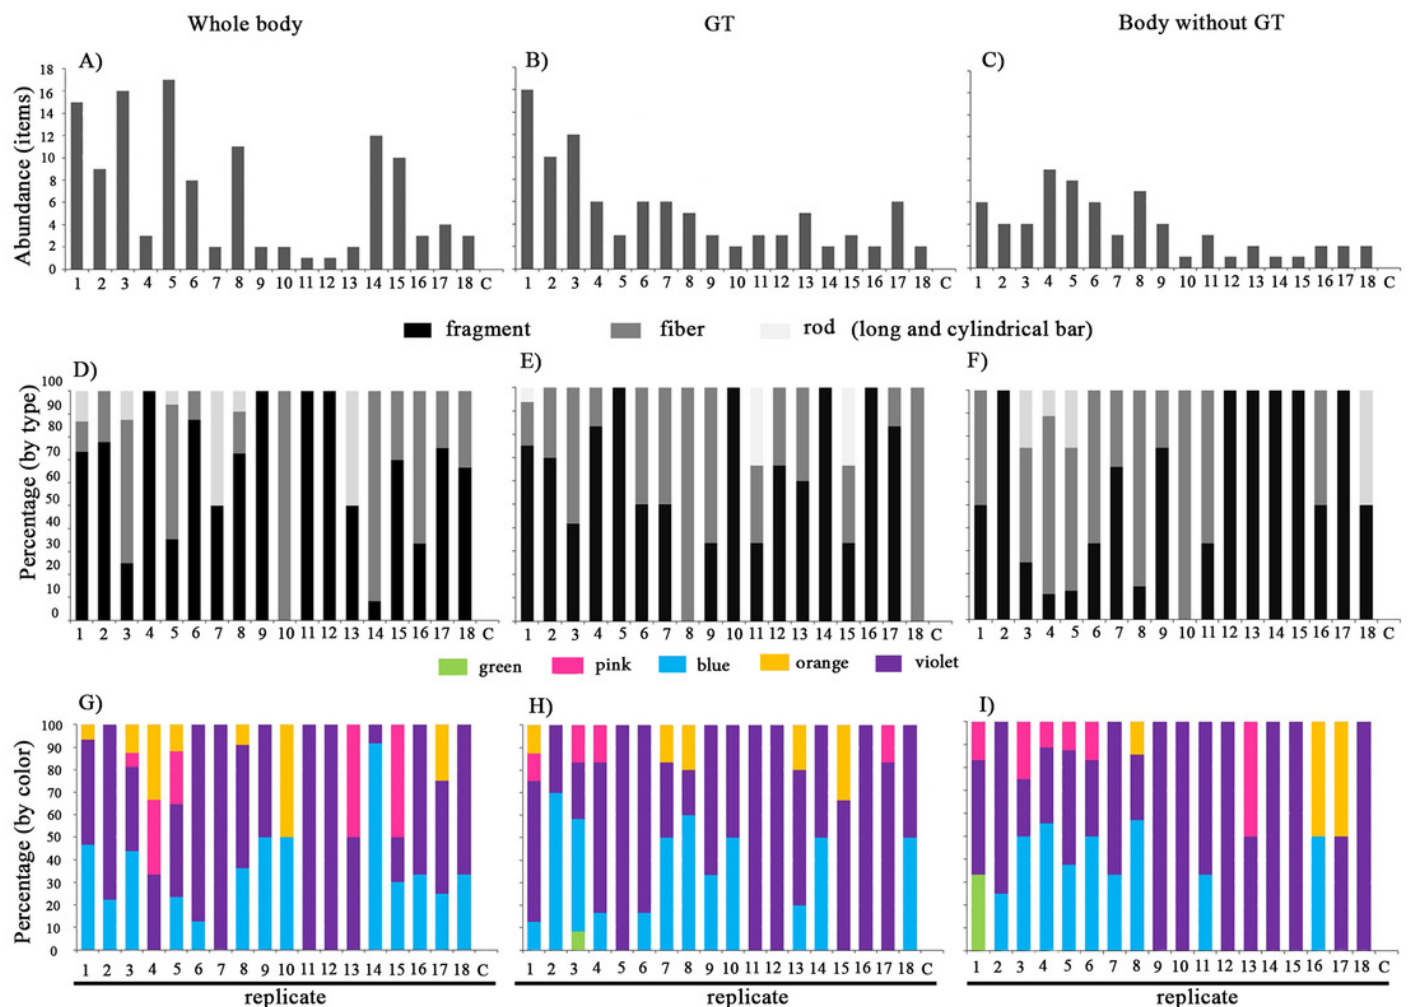 Whole body GT Body without GT
A) B) C)
Abundance (items)
18
16
14
12
10
8
6
4
2
0
1 2 3 4 5 6 7 8 9 10 11 12 13 14 15 16 17 18 C
1 2 3 4 5 6 7 8 9 10 11 12 13 14 15 16 17 18 C
1 2 3 4 5 6 7 8 9 10 11 12 13 14 15 16 17 18 C
fragment fiber rod (long and cylindrical bar)
D) E) F)
Percentage (by type)
100
90
80
70
60
50
40
30
20
10
0
1 2 3 4 5 6 7 8 9 10 11 12 13 14 15 16 17 18 C
1 2 3 4 5 6 7 8 9 10 11 12 13 14 15 16 17 18 C
1 2 3 4 5 6 7 8 9 10 11 12 13 14 15 16 17 18 C
green pink blue orange violet
G) H) I)
Percentage (by color)
100
90
80
70
60
50
40
30
20
10
0
1 2 3 4 5 6 7 8 9 10 11 12 13 14 15 16 17 18 C
1 2 3 4 5 6 7 8 9 10 11 12 13 14 15 16 17 18 C
1 2 3 4 5 6 7 8 9 10 11 12 13 14 15 16 17 18 C
replicate replicate replicate